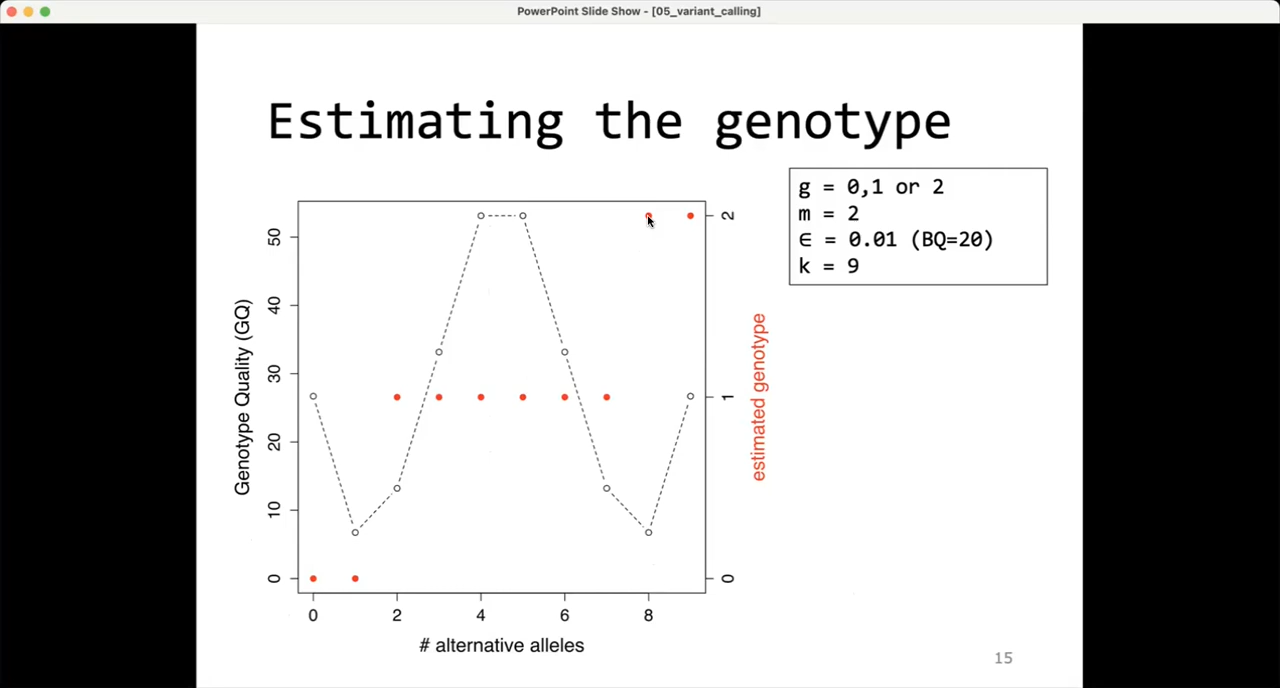 PowerPoint Slide Show - [05_variant_calling]
Estimating the genotype
g = 0,1 or 2
m = 2
∈ = 0.01 (BQ=20)
k = 9
Genotype Quality (GQ)
50
40
30
20
10
0
2
1
0
estimated genotype
0 2 4 6 8
# alternative alleles
15